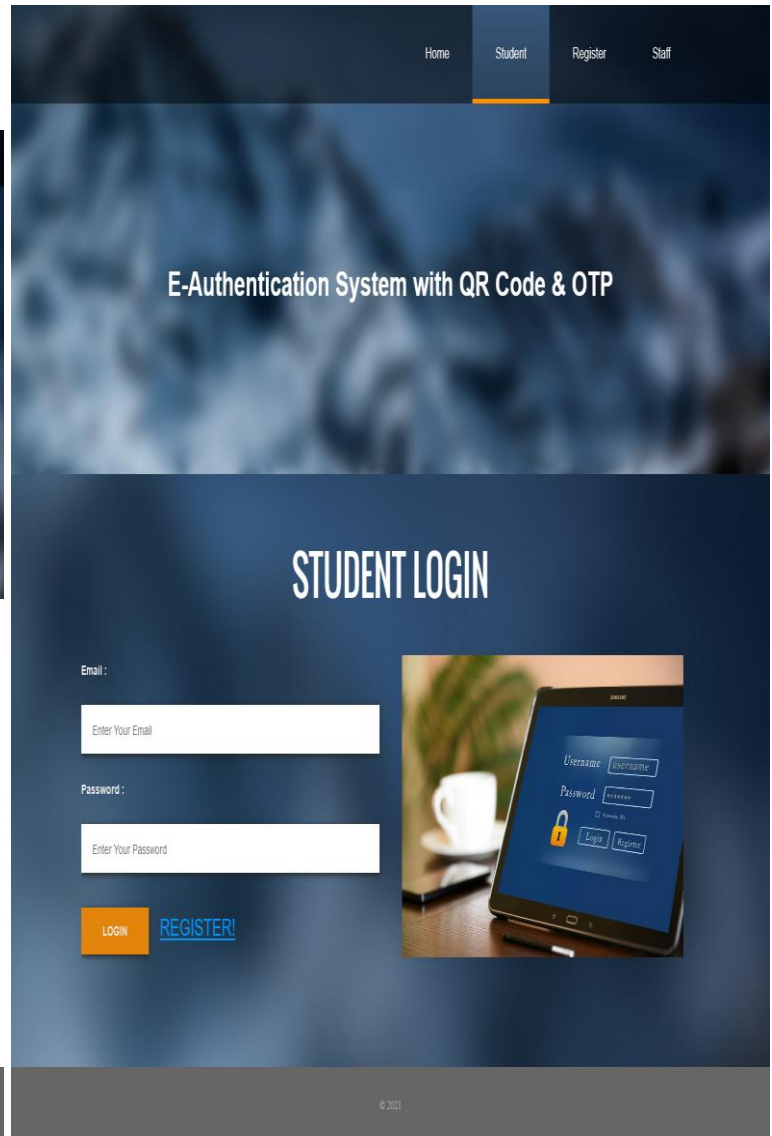 Home Student Register Staff
E-Authentication System with QR Code & OTP
STUDENT LOGIN
Email :
Enter Your Email
Password :
Enter Your Password
LOGIN REGISTER!
SAMSUNG
Username username
Password
Login Register
© 2021